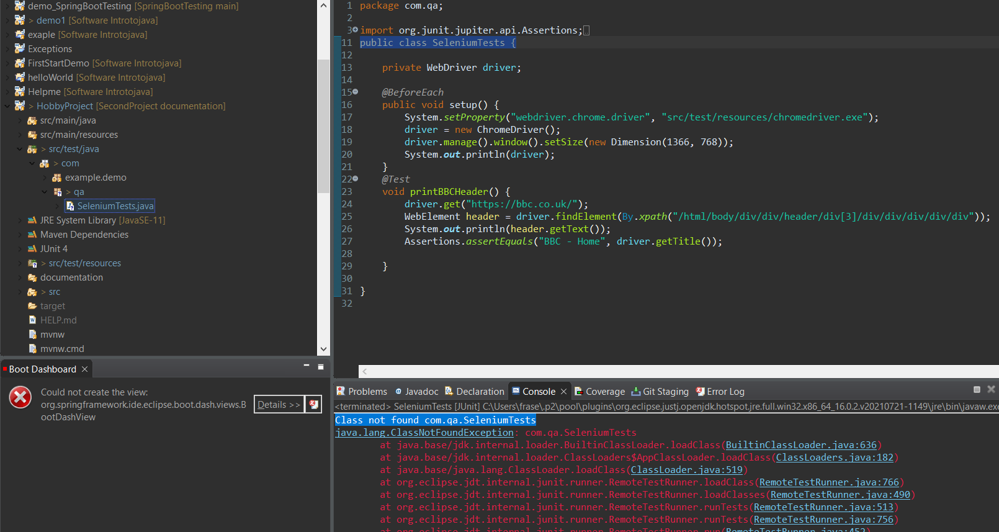 demo_SpringBootTesting [SpringBootTesting main]
> demo1 [Software Introtojava]
exaple [Software Introtojava]
Exceptions
FirstStartDemo [Software Introtojava]
helloWorld [Software Introtojava]
Helpme [Software Introtojava]
> HobbyProject [SecondProject documentation]
src/main/java
src/main/resources
> src/test/java
> com
example.demo
> qa
SeleniumTests.java
JRE System Library [JavaSE-11]
Maven Dependencies
JUnit 4
> src/test/resources
documentation
> src
target
HELP.md
mvnw
mvnw.cmd
Boot Dashboard
Could not create the view:
org.springframework.ide.eclipse.boot.dash.views.B
ootDashView
Details >>
1 package com.qa;
2
3 import org.junit.jupiter.api.Assertions;
11 public class SeleniumTests {
12
13 private WebDriver driver;
14
15 @BeforeEach
16 public void setup() {
17 System.setProperty("webdriver.chrome.driver", "src/test/resources/chromedriver.exe");
18 driver = new ChromeDriver();
19 driver.manage().window().setSize(new Dimension(1366, 768));
20 System.out.println(driver);
21 }
22 @Test
23 void printBBCHeader() {
24 driver.get("https://bbc.co.uk/");
25 WebElement header = driver.findElement(By.xpath("/html/body/div/div/header/div[3]/div/div/div/div/div"));
26 System.out.println(header.getText());
27 Assertions.assertEquals("BBC - Home", driver.getTitle());
28
29 }
30
31 }
32
Problems @ Javadoc Declaration Console Coverage Git Staging Error Log
<terminated> SeleniumTests [JUnit] C:\Users\frase\.p2\pool\plugins\org.eclipse.justj.openjdk.hotspot.jre.full.win32.x86_64_16.0.2.v20210721-1149\jre\bin\javaw.exe
Class not found com.qa.SeleniumTests
java.lang.ClassNotFoundException: com.qa.SeleniumTests
at java.base/jdk.internal.loader.BuiltinClassLoader.loadClass(BuiltinClassLoader.java:636)
at java.base/jdk.internal.loader.ClassLoaders$AppClassLoader.loadClass(ClassLoaders.java:182)
at java.base/java.lang.ClassLoader.loadClass(ClassLoader.java:519)
at org.eclipse.jdt.internal.junit.runner.RemoteTestRunner.loadClass(RemoteTestRunner.java:766)
at org.eclipse.jdt.internal.junit.runner.RemoteTestRunner.loadClasses(RemoteTestRunner.java:490)
at org.eclipse.jdt.internal.junit.runner.RemoteTestRunner.runTests(RemoteTestRunner.java:513)
at org.eclipse.jdt.internal.junit.runner.RemoteTestRunner.runTests(RemoteTestRunner.java:756)
at org.eclipse.jdt.internal.junit.runner.RemoteTestRunner.run(RemoteTestRunner.java:452)